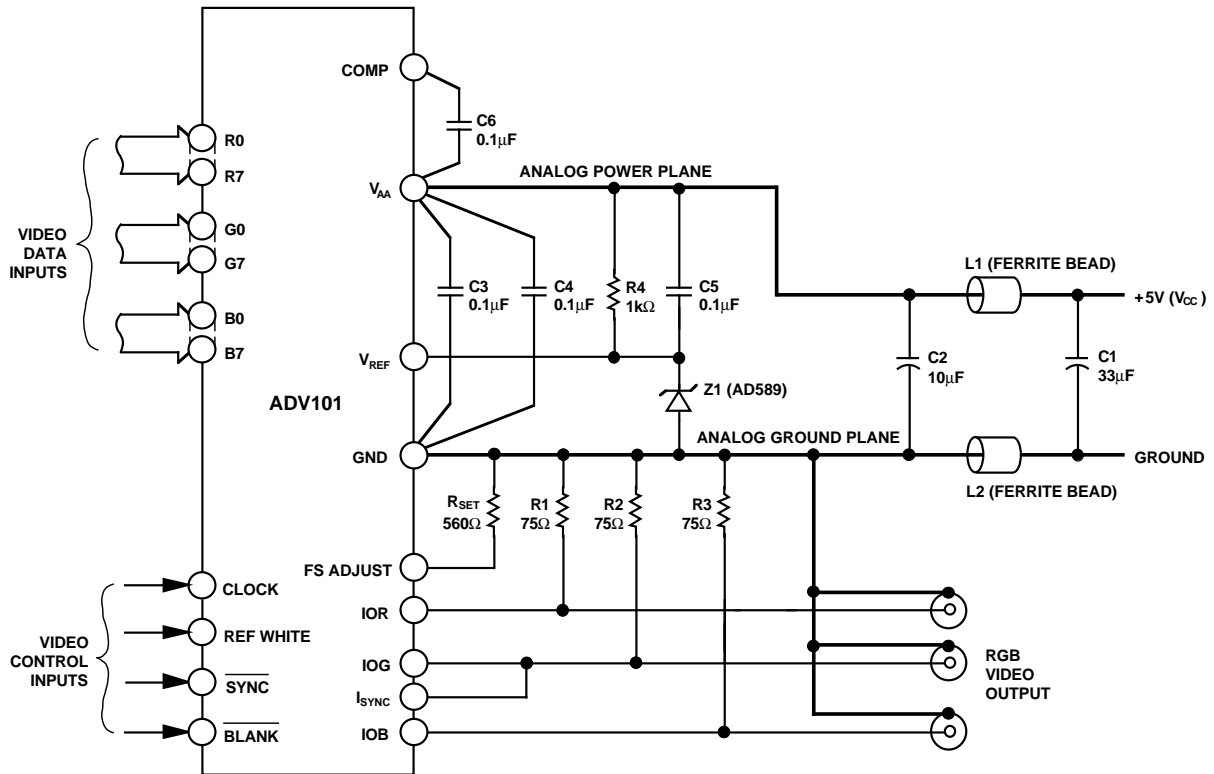 COMP
C6
0.1μF
R0
R7
G0
G7
B0
B7
VIDEO
DATA
INPUTS
ANALOG POWER PLANE
VAA
C3
0.1μF
C4
0.1μF
R4
1kΩ
C5
0.1μF
L1 (FERRITE BEAD)
+5V (VCC)
C2
10μF
C1
33μF
VREF
Z1 (AD589)
ADV101
ANALOG GROUND PLANE
GND
GROUND
L2 (FERRITE BEAD)
RSET
560Ω
R1
75Ω
R2
75Ω
R3
75Ω
FS ADJUST
CLOCK
REF WHITE
SYNC
BLANK
VIDEO
CONTROL
INPUTS
IOR
IOG
ISYNC
IOB
RGB
VIDEO
OUTPUT